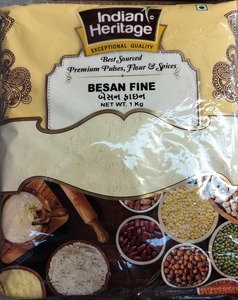 Indian
Heritage
EXCEPTIONAL QUALITY
Best Sourced
Premium Pulses, Flour & Spices
BESAN FINE
બેસન ફાઇન
NET WT. 1 Kg